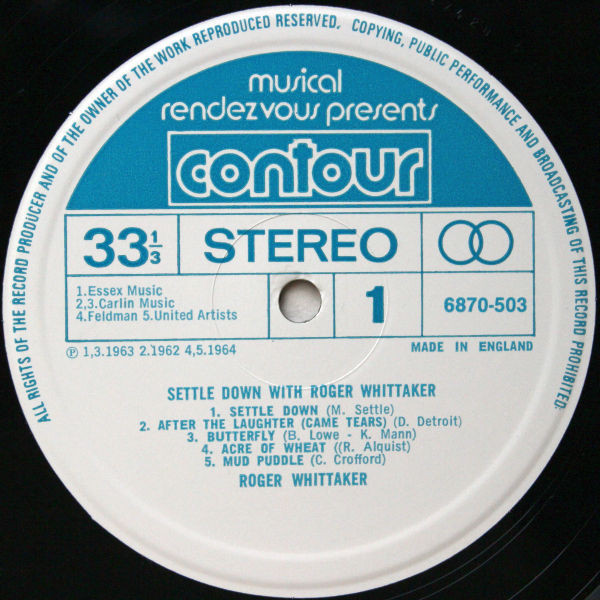 ALL RIGHTS OF THE RECORD PRODUCER AND OF THE OWNER OF THE WORK REPRODUCED RESERVED. COPYING, PUBLIC PERFORMANCE AND BROADCASTING OF THIS RECORD PROHIBITED.
musical
rendezvous presents
contour
33 1/3 STEREO
1.Essex Music
2,3.Carlin Music
4.Feldman 5.United Artists
1
6870-503
Ⓟ 1,3.1963 2.1962 4,5.1964
MADE IN ENGLAND
SETTLE DOWN WITH ROGER WHITTAKER
1. SETTLE DOWN (M. Settle)
2. AFTER THE LAUGHTER (CAME TEARS) (D. Detroit)
3. BUTTERFLY (B. Lowe - K. Mann)
4. ACRE OF WHEAT ((R. Alquist)
5. MUD PUDDLE (C. Crofford)
ROGER WHITTAKER